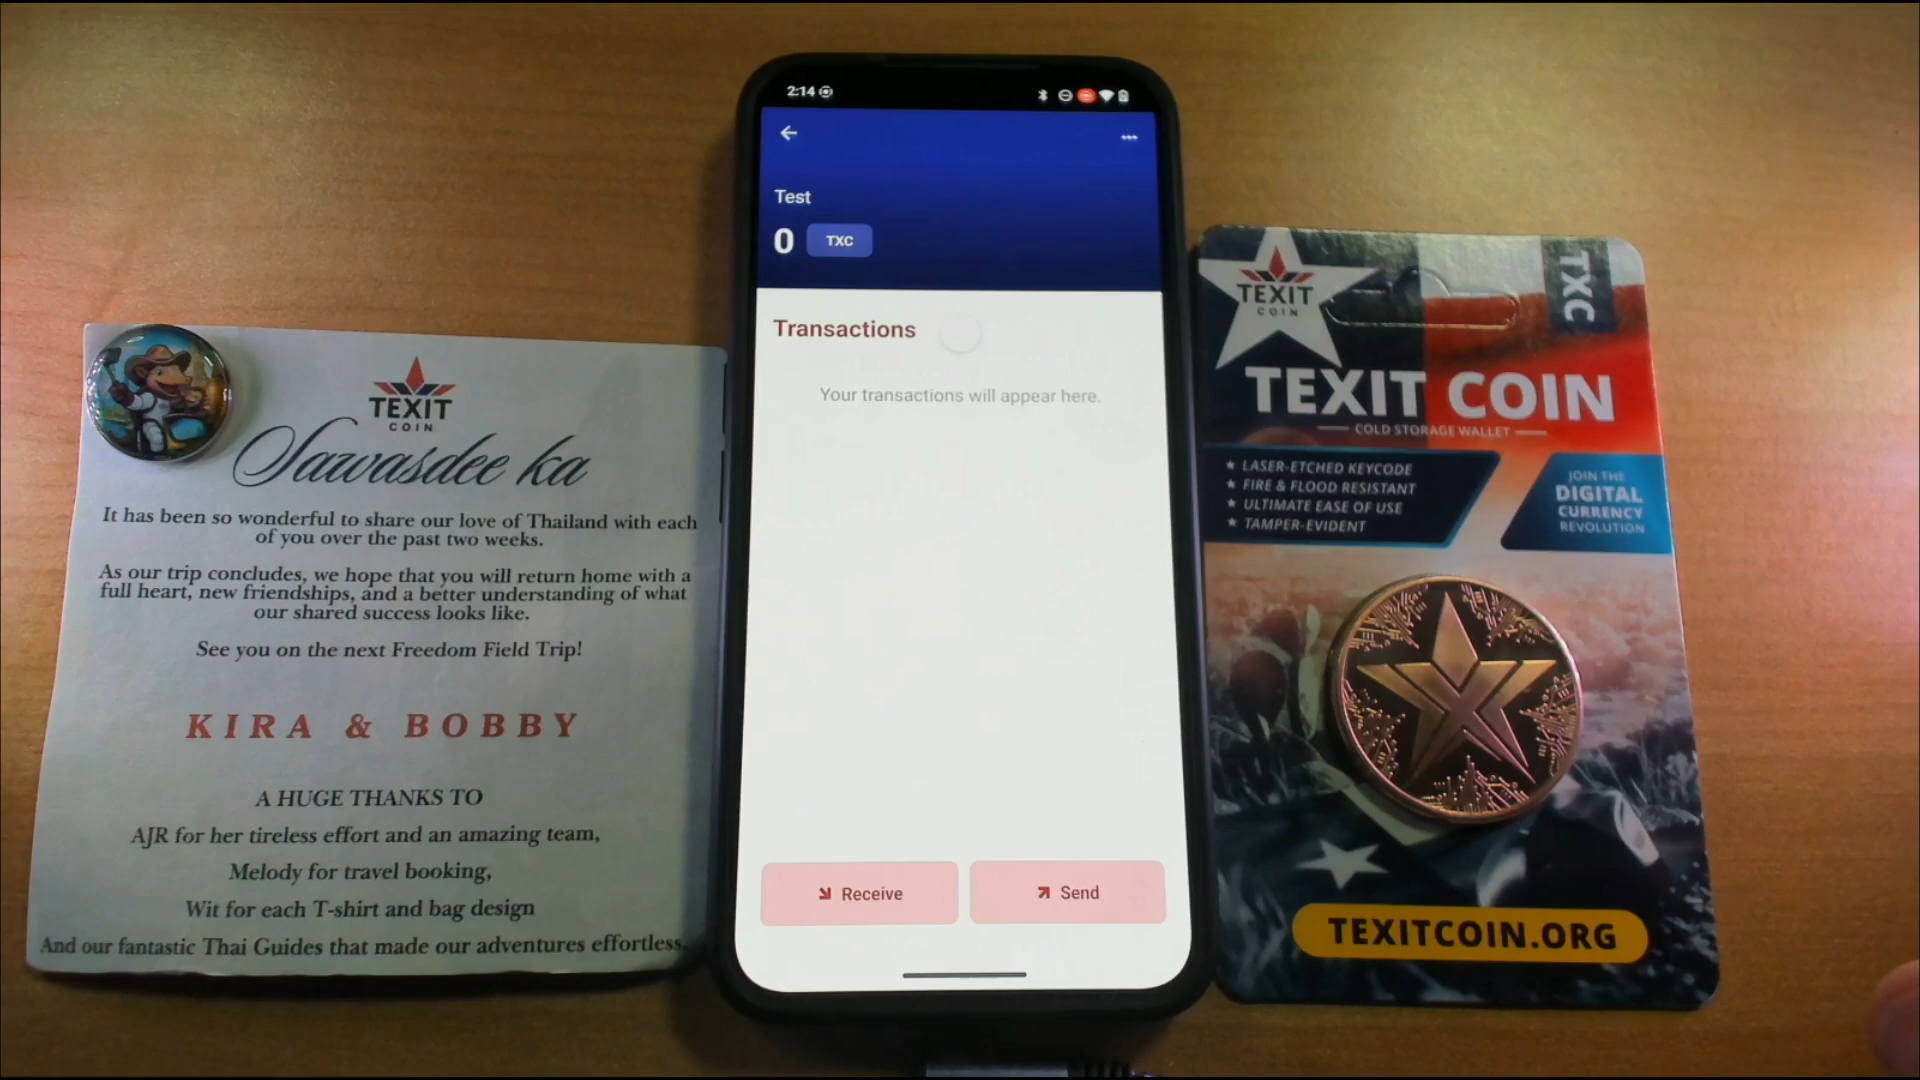 TEXIT
COIN
Sawasdee ka
It has been so wonderful to share our love of Thailand with each
of you over the past two weeks.
As our trip concludes, we hope that you will return home with a
full heart, new friendships, and a better understanding of what
our shared success looks like.
See you on the next Freedom Field Trip!
KIRA & BOBBY
A HUGE THANKS TO
AJR for her tireless effort and an amazing team,
Melody for travel booking,
Wit for each T-shirt and bag design
And our fantastic Thai Guides that made our adventures effortless.
2:14
Test
0 TXC
Transactions
Your transactions will appear here.
Receive Send
TEXIT
COIN
TXC
TEXIT COIN
COLD STORAGE WALLET
★ LASER-ETCHED KEYCODE
★ FIRE & FLOOD RESISTANT
★ ULTIMATE EASE OF USE
★ TAMPER-EVIDENT
JOIN THE
DIGITAL
CURRENCY
REVOLUTION
TEXITCOIN.ORG